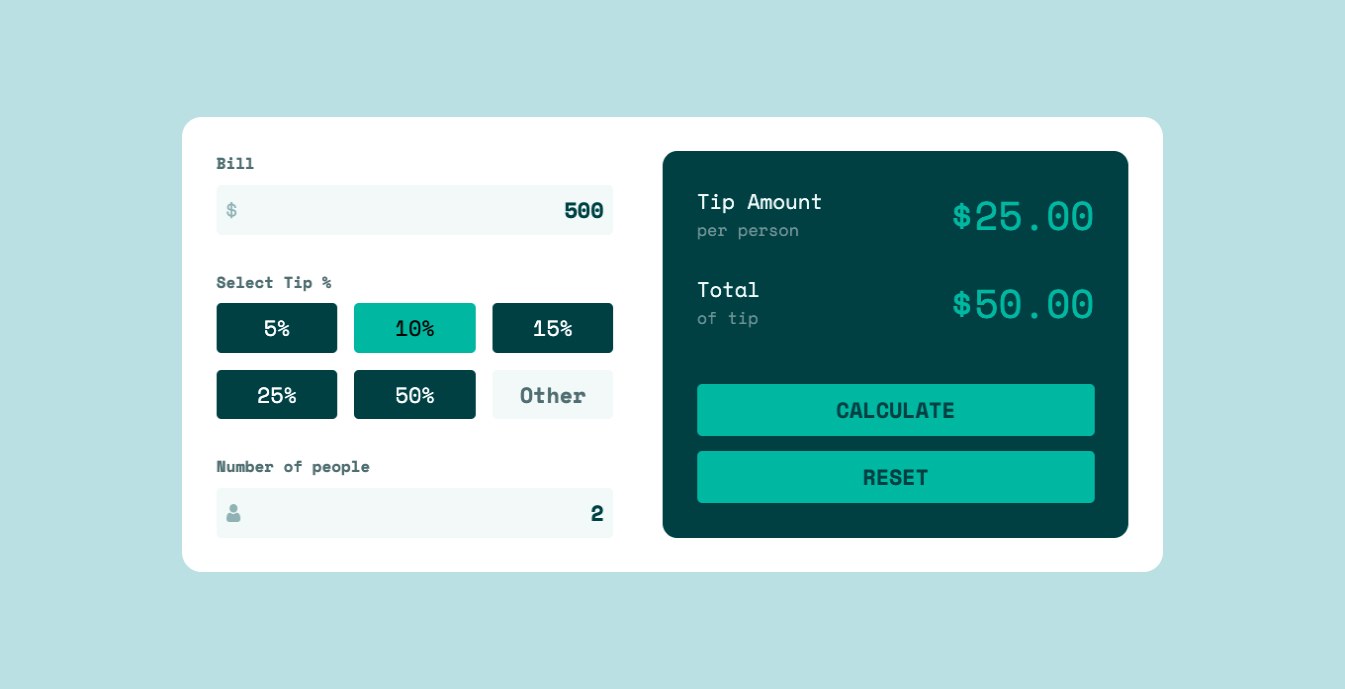 Bill
$ 500
Select Tip %
5% 10% 15%
25% 50% Other
Number of people
2
Tip Amount
per person
$25.00
Total
of tip
$50.00
CALCULATE
RESET